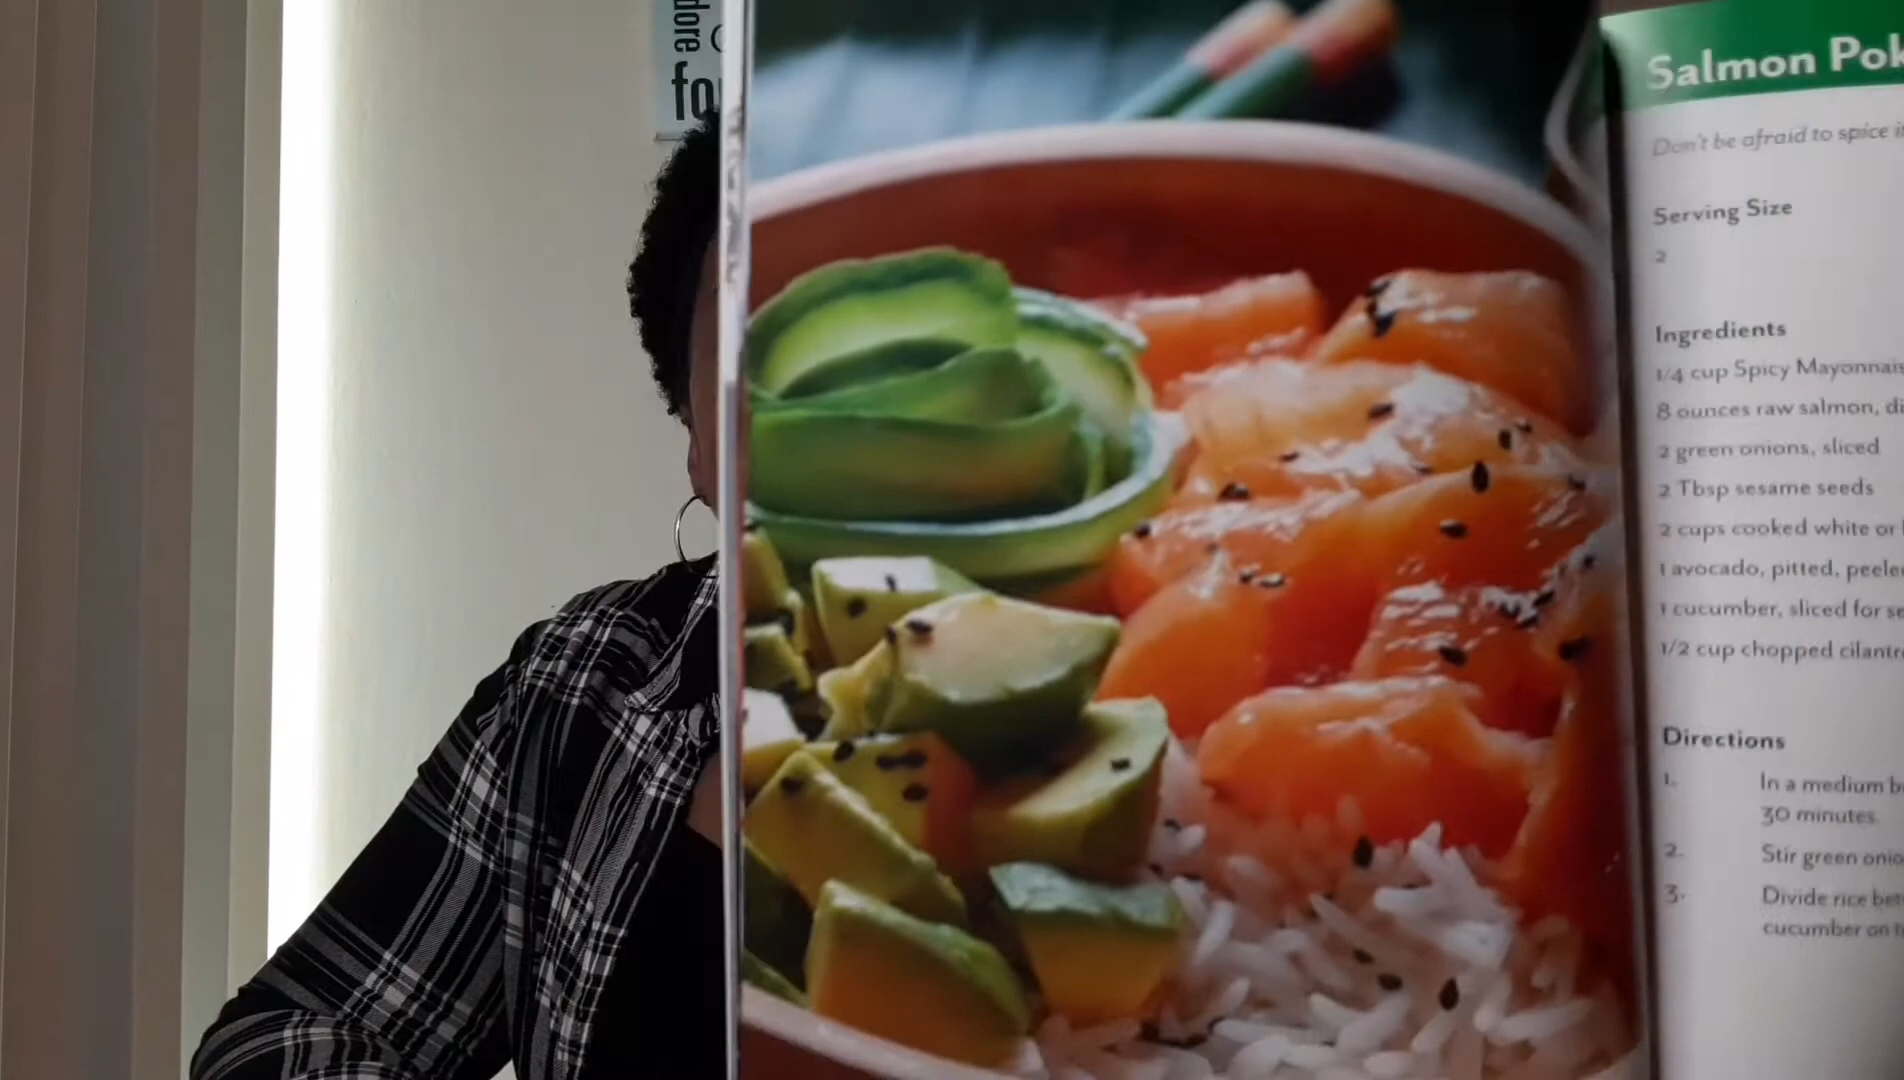 dore
for
Salmon Pok
Don't be afraid to spice i
Serving Size
2
Ingredients
1/4 cup Spicy Mayonnais
8 ounces raw salmon, di
2 green onions, sliced
2 Tbsp sesame seeds
2 cups cooked white or
1 avocado, pitted, peele
1 cucumber, sliced for se
1/2 cup chopped cilantr
Directions
1. In a medium b
30 minutes.
2. Stir green onio
3. Divide rice bet
cucumber on t